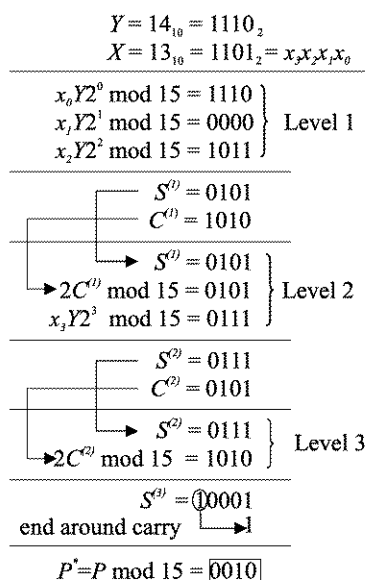 Y = 14₁₀ = 1110₂
X = 13₁₀ = 1101₂ = x₃x₂x₁x₀
x₀Y2⁰ mod 15 = 1110
x₁Y2¹ mod 15 = 0000 Level 1
x₂Y2² mod 15 = 1011
S⁽¹⁾ = 0101
C⁽¹⁾ = 1010
S⁽¹⁾ = 0101
2C⁽¹⁾ mod 15 = 0101 Level 2
x₃Y2³ mod 15 = 0111
S⁽²⁾ = 0111
C⁽²⁾ = 0101
S⁽²⁾ = 0111
2C⁽²⁾ mod 15 = 1010 Level 3
S⁽³⁾ = 10001
end around carry 1
P*=P mod 15 = 0010